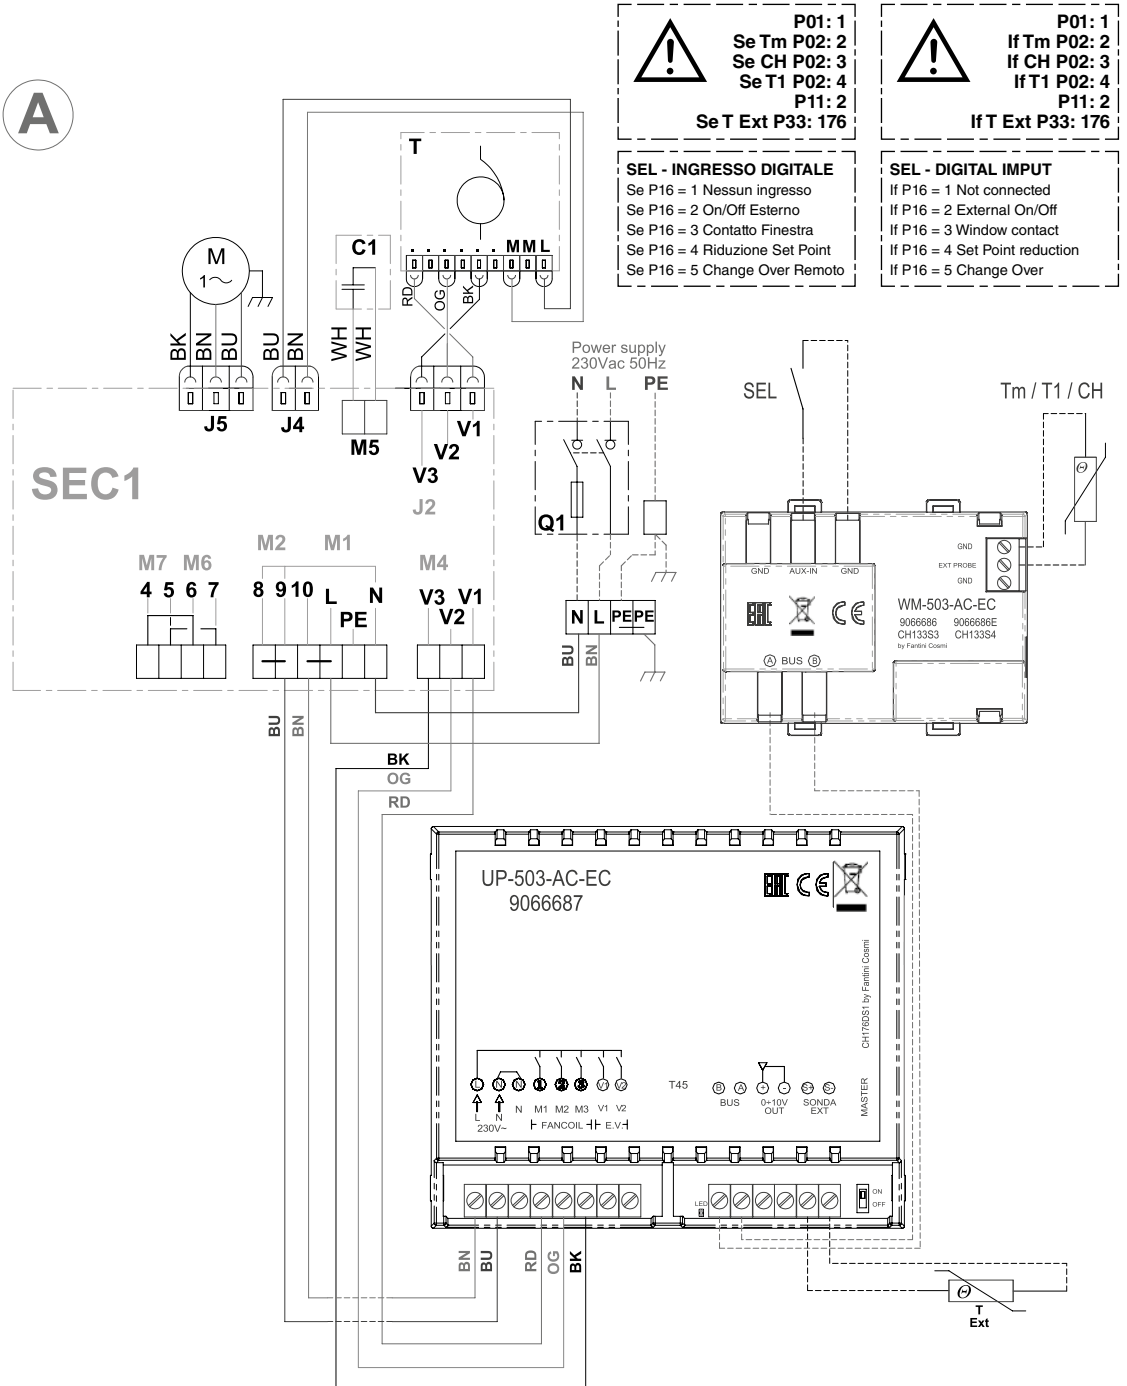 A
P01: 1
Se Tm P02: 2
Se CH P02: 3
Se T1 P02: 4
P11: 2
Se T Ext P33: 176
P01: 1
If Tm P02: 2
If CH P02: 3
If T1 P02: 4
P11: 2
If T Ext P33: 176
SEL - INGRESSO DIGITALE
Se P16 = 1 Nessun ingresso
Se P16 = 2 On/Off Esterno
Se P16 = 3 Contatto Finestra
Se P16 = 4 Riduzione Set Point
Se P16 = 5 Change Over Remoto
SEL - DIGITAL IMPUT
If P16 = 1 Not connected
If P16 = 2 External On/Off
If P16 = 3 Window contact
If P16 = 4 Set Point reduction
If P16 = 5 Change Over
T
M M L
RD OG BK
C1
M
1~
BK BN BU BU BN WH WH
J5 J4 M5
V1
V2
V3
J2
SEC1
Power supply
230Vac 50Hz
N L PE
Q1
N L PE PE
BU BN
SEL
Tm / T1 / CH
Θ
GND AUX-IN GND
GND
EXT PROBE
GND
EAC CE
WM-503-AC-EC
9066686 9066686E
CH133S3 CH133S4
by Fantini Cosmi
A BUS B
M7 M6 M2 M1 M4
4 5 6 7 8 9 10 L PE N V3 V2 V1
BU BN
BK
OG
RD
UP-503-AC-EC
9066687
EAC CE
CH176DS1 by Fantini Cosmi
MASTER
L N N 1 2 3 V1 V2
L N N M1 M2 M3 V1 V2
230V~ FANCOIL E.V.
T45
B A + - S+ S-
BUS 0÷10V OUT SONDA EXT
LED
ON
OFF
BN BU RD OG BK
Θ
T
Ext